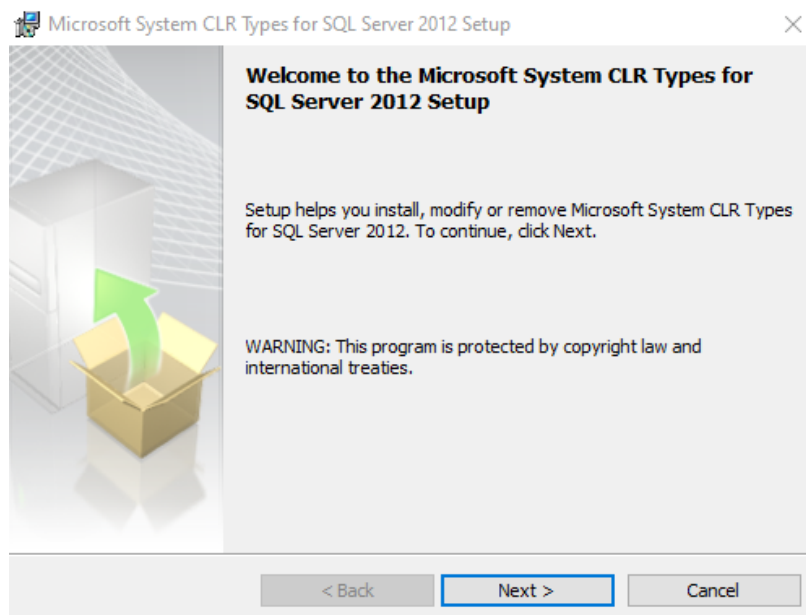 Microsoft System CLR Types for SQL Server 2012 Setup
Welcome to the Microsoft System CLR Types for
SQL Server 2012 Setup
Setup helps you install, modify or remove Microsoft System CLR Types
for SQL Server 2012. To continue, click Next.
WARNING: This program is protected by copyright law and
international treaties.
< Back
Next >
Cancel